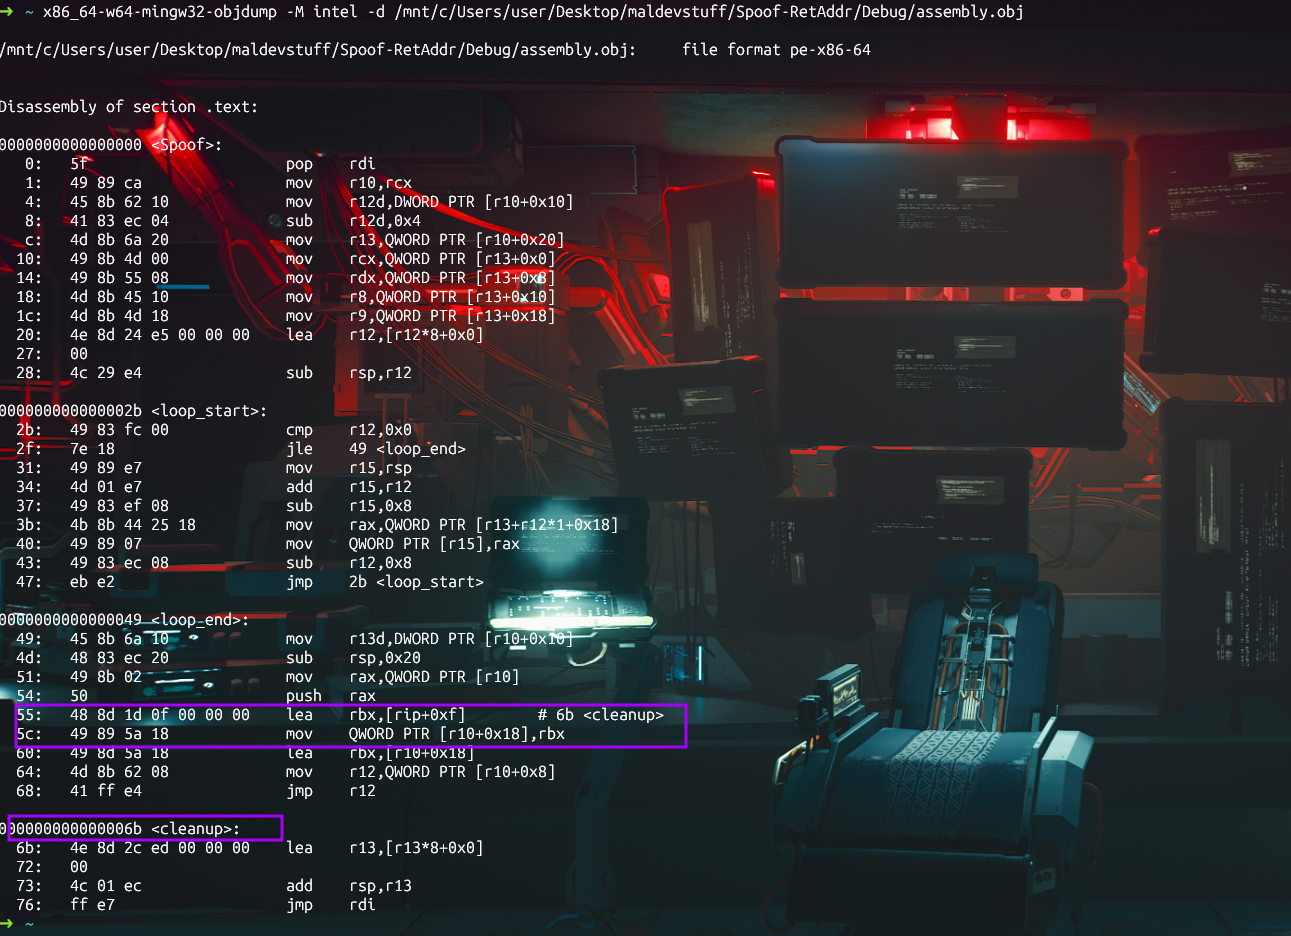 ➜ ~ x86_64-w64-mingw32-objdump -M intel -d /mnt/c/Users/user/Desktop/maldevstuff/Spoof-RetAddr/Debug/assembly.obj
/mnt/c/Users/user/Desktop/maldevstuff/Spoof-RetAddr/Debug/assembly.obj:     file format pe-x86-64
Disassembly of section .text:
0000000000000000 <Spoof>:
0: 5f pop rdi
1: 49 89 ca mov r10,rcx
4: 45 8b 62 10 mov r12d,DWORD PTR [r10+0x10]
8: 41 83 ec 04 sub r12d,0x4
c: 4d 8b 6a 20 mov r13,QWORD PTR [r10+0x20]
10: 49 8b 4d 00 mov rcx,QWORD PTR [r13+0x0]
14: 49 8b 55 08 mov rdx,QWORD PTR [r13+0x8]
18: 4d 8b 45 10 mov r8,QWORD PTR [r13+0x10]
1c: 4d 8b 4d 18 mov r9,QWORD PTR [r13+0x18]
20: 4e 8d 24 e5 00 00 00 lea r12,[r12*8+0x0]
27: 00
28: 4c 29 e4 sub rsp,r12
000000000000002b <loop_start>:
2b: 49 83 fc 00 cmp r12,0x0
2f: 7e 18 jle 49 <loop_end>
31: 49 89 e7 mov r15,rsp
34: 4d 01 e7 add r15,r12
37: 49 83 ef 08 sub r15,0x8
3b: 4b 8b 44 25 18 mov rax,QWORD PTR [r13+r12*1+0x18]
40: 49 89 07 mov QWORD PTR [r15],rax
43: 49 83 ec 08 sub r12,0x8
47: eb e2 jmp 2b <loop_start>
0000000000000049 <loop_end>:
49: 45 8b 6a 10 mov r13d,DWORD PTR [r10+0x10]
4d: 48 83 ec 20 sub rsp,0x20
51: 49 8b 02 mov rax,QWORD PTR [r10]
54: 50 push rax
55: 48 8d 1d 0f 00 00 00 lea rbx,[rip+0xf] # 6b <cleanup>
5c: 49 89 5a 18 mov QWORD PTR [r10+0x18],rbx
60: 49 8d 5a 18 lea rbx,[r10+0x18]
64: 4d 8b 62 08 mov r12,QWORD PTR [r10+0x8]
68: 41 ff e4 jmp r12
000000000000006b <cleanup>:
6b: 4e 8d 2c ed 00 00 00 lea r13,[r13*8+0x0]
72: 00
73: 4c 01 ec add rsp,r13
76: ff e7 jmp rdi
➜ ~